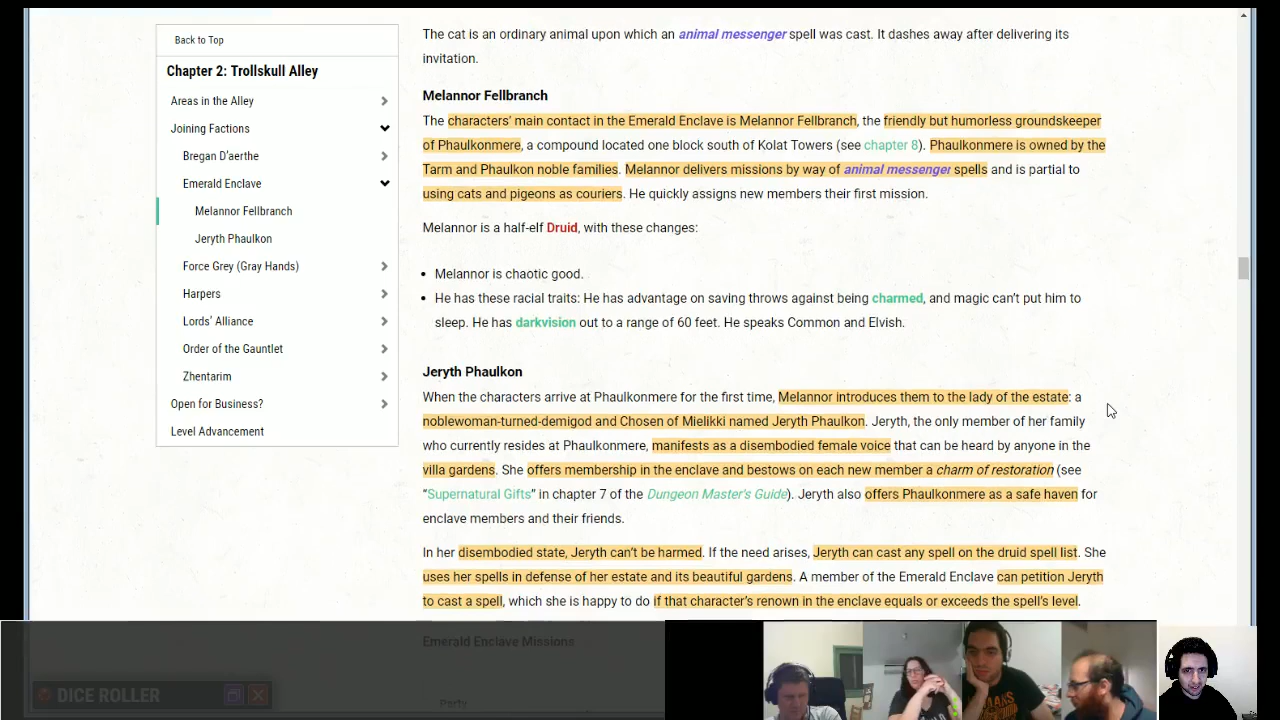 The cat is an ordinary animal upon which an animal messenger spell was cast. It dashes away after delivering its
invitation.
Back to Top
Chapter 2: Trollskull Alley
Areas in the Alley
Joining Factions
Bregan D'aerthe
Emerald Enclave
Melannor Fellbranch
Jeryth Phaulkon
Force Grey (Gray Hands)
Harpers
Lords' Alliance
Order of the Gauntlet
Zhentarim
Open for Business?
Level Advancement
Melannor Fellbranch
The characters' main contact in the Emerald Enclave is Melannor Fellbranch, the friendly but humorless groundskeeper
of Phaulkonmere, a compound located one block south of Kolat Towers (see chapter 8). Phaulkonmere is owned by the
Tarm and Phaulkon noble families. Melannor delivers missions by way of animal messenger spells and is partial to
using cats and pigeons as couriers. He quickly assigns new members their first mission.
Melannor is a half-elf Druid, with these changes:
• Melannor is chaotic good.
• He has these racial traits: He has advantage on saving throws against being charmed, and magic can't put him to
sleep. He has darkvision out to a range of 60 feet. He speaks Common and Elvish.
Jeryth Phaulkon
When the characters arrive at Phaulkonmere for the first time, Melannor introduces them to the lady of the estate: a
noblewoman-turned-demigod and Chosen of Mielikki named Jeryth Phaulkon. Jeryth, the only member of her family
who currently resides at Phaulkonmere, manifests as a disembodied female voice that can be heard by anyone in the
villa gardens. She offers membership in the enclave and bestows on each new member a charm of restoration (see
"Supernatural Gifts" in chapter 7 of the Dungeon Master's Guide). Jeryth also offers Phaulkonmere as a safe haven for
enclave members and their friends.
In her disembodied state, Jeryth can't be harmed. If the need arises, Jeryth can cast any spell on the druid spell list. She
uses her spells in defense of her estate and its beautiful gardens. A member of the Emerald Enclave can petition Jeryth
to cast a spell, which she is happy to do if that character's renown in the enclave equals or exceeds the spell's level.
Emerald Enclave Missions
Party
DICE ROLLER